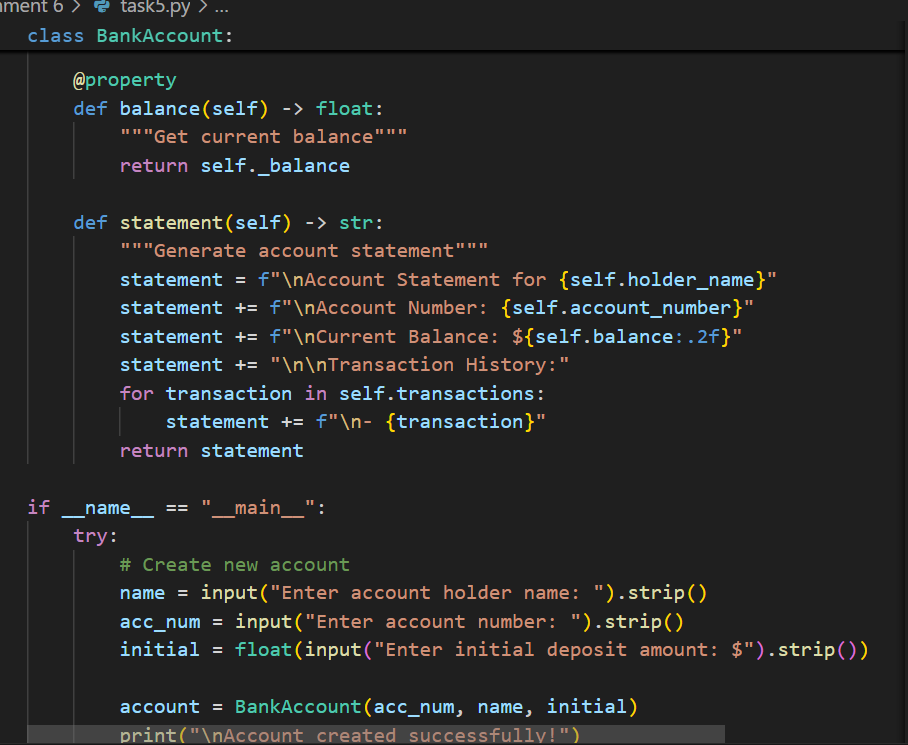 nment 6 > task5.py > ...
class BankAccount:
    @property
    def balance(self) -> float:
        """Get current balance"""
        return self._balance

    def statement(self) -> str:
        """Generate account statement"""
        statement = f"\nAccount Statement for {self.holder_name}"
        statement += f"\nAccount Number: {self.account_number}"
        statement += f"\nCurrent Balance: ${self.balance:.2f}"
        statement += "\n\nTransaction History:"
        for transaction in self.transactions:
            statement += f"\n- {transaction}"
        return statement

if __name__ == "__main__":
    try:
        # Create new account
        name = input("Enter account holder name: ").strip()
        acc_num = input("Enter account number: ").strip()
        initial = float(input("Enter initial deposit amount: $").strip())

        account = BankAccount(acc_num, name, initial)
        print("\nAccount created successfully!")